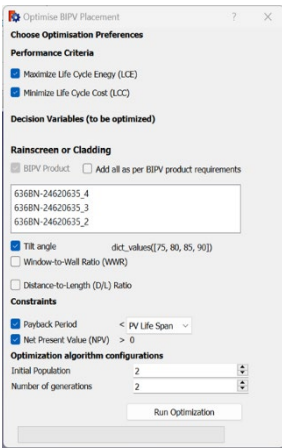 Optimise BIPV Placement
Choose Optimisation Preferences
Performance Criteria
Maximize Life Cycle Enegy (LCE)
Minimize Life Cycle Cost (LCC)
Decision Variables (to be optimized)
Rainscreen or Cladding
BIPV Product Add all as per BIPV product requirements
636BN-24620635_4
636BN-24620635_3
636BN-24620635_2
Tilt angle dict_values([75, 80, 85, 90])
Window-to-Wall Ratio (WWR)
Distance-to-Length (D/L) Ratio
Constraints
Payback Period < PV Life Span
Net Present Value (NPV) > 0
Optimization algorithm configurations
Initial Population 2
Number of generations 2
Run Optimization